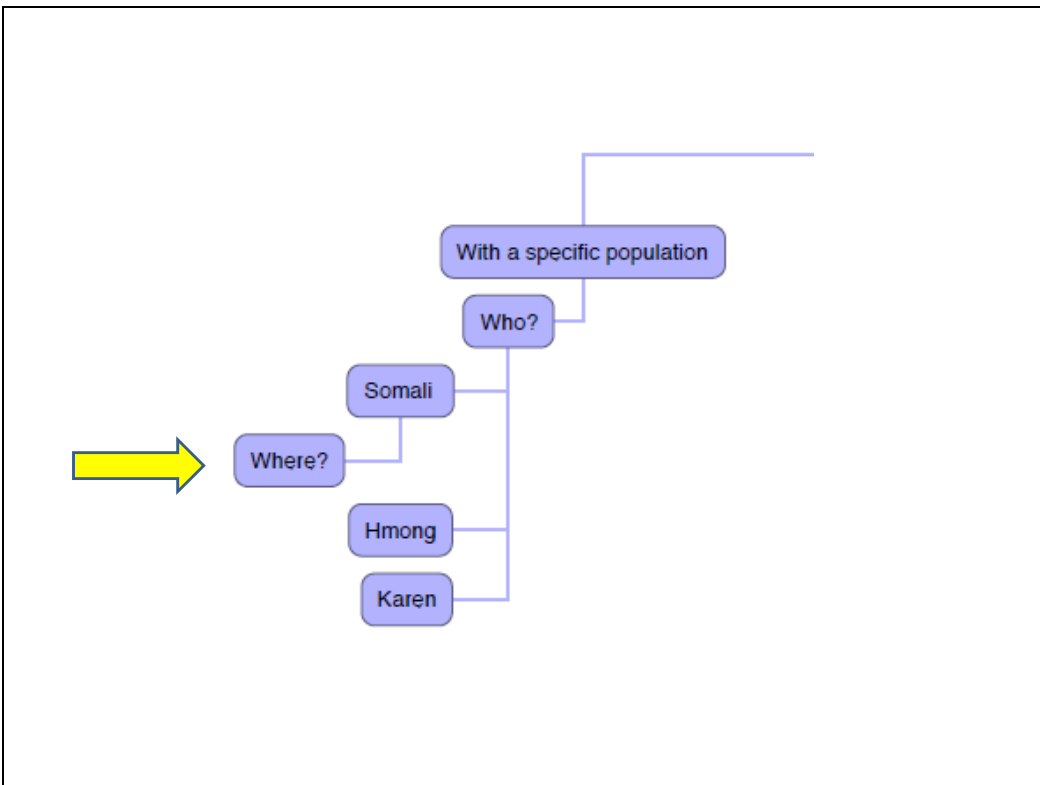 With a specific population
Who?
Somali
Where?
Hmong
Karen